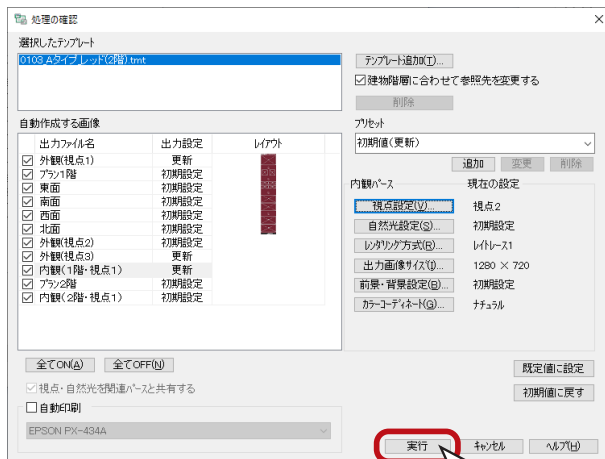 処理の確認
選択したテンプレート
0103_Aタイプ_レッド(2階).tmt
テンプレート追加(T)...
建物階層に合わせて参照先を変更する
削除
自動作成する画像
プリセット
初期値(更新)
追加 変更 削除
出力ファイル名 出力設定 レイアウト
外観(視点1) 更新
プラン1階 初期設定
東面 初期設定
南面 初期設定
西面 初期設定
北面 初期設定
外観(視点2) 初期設定
外観(視点3) 更新
内観(1階・視点1) 更新
プラン2階 初期設定
内観(2階・視点1) 初期設定
内観パース 現在の設定
視点設定(V)... 視点2
自然光設定(S)... 初期設定
レンダリング方式(R)... レイトレース1
出力画像サイズ(I)... 1280 × 720
前景・背景設定(B)... 初期設定
カラーコーディネート(G)... ナチュラル
全てON(A) 全てOFF(N)
視点・自然光を関連パースと共有する
自動印刷
EPSON PX-434A
既定値に設定
初期値に戻す
実行 キャンセル ヘルプ(H)